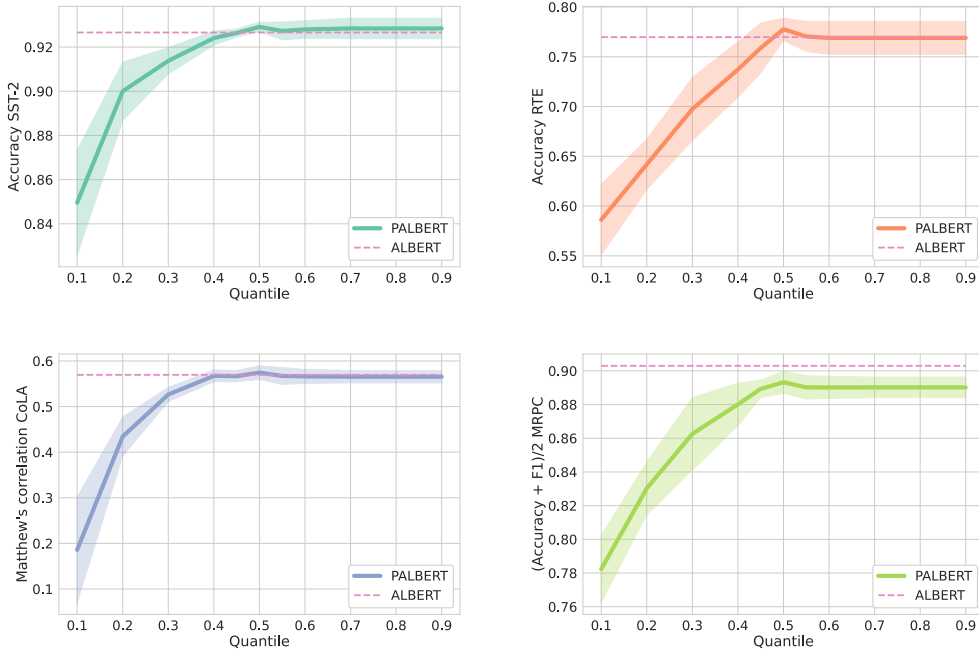 Accuracy SST-2
0.92
0.90
0.88
0.86
0.84
0.1 0.2 0.3 0.4 0.5 0.6 0.7 0.8 0.9
Quantile
PALBERT
ALBERT
Accuracy RTE
0.80
0.75
0.70
0.65
0.60
0.55
0.1 0.2 0.3 0.4 0.5 0.6 0.7 0.8 0.9
Quantile
PALBERT
ALBERT
Matthew's correlation CoLA
0.6
0.5
0.4
0.3
0.2
0.1
0.1 0.2 0.3 0.4 0.5 0.6 0.7 0.8 0.9
Quantile
PALBERT
ALBERT
(Accuracy + F1)/2 MRPC
0.90
0.88
0.86
0.84
0.82
0.80
0.78
0.76
0.1 0.2 0.3 0.4 0.5 0.6 0.7 0.8 0.9
Quantile
PALBERT
ALBERT